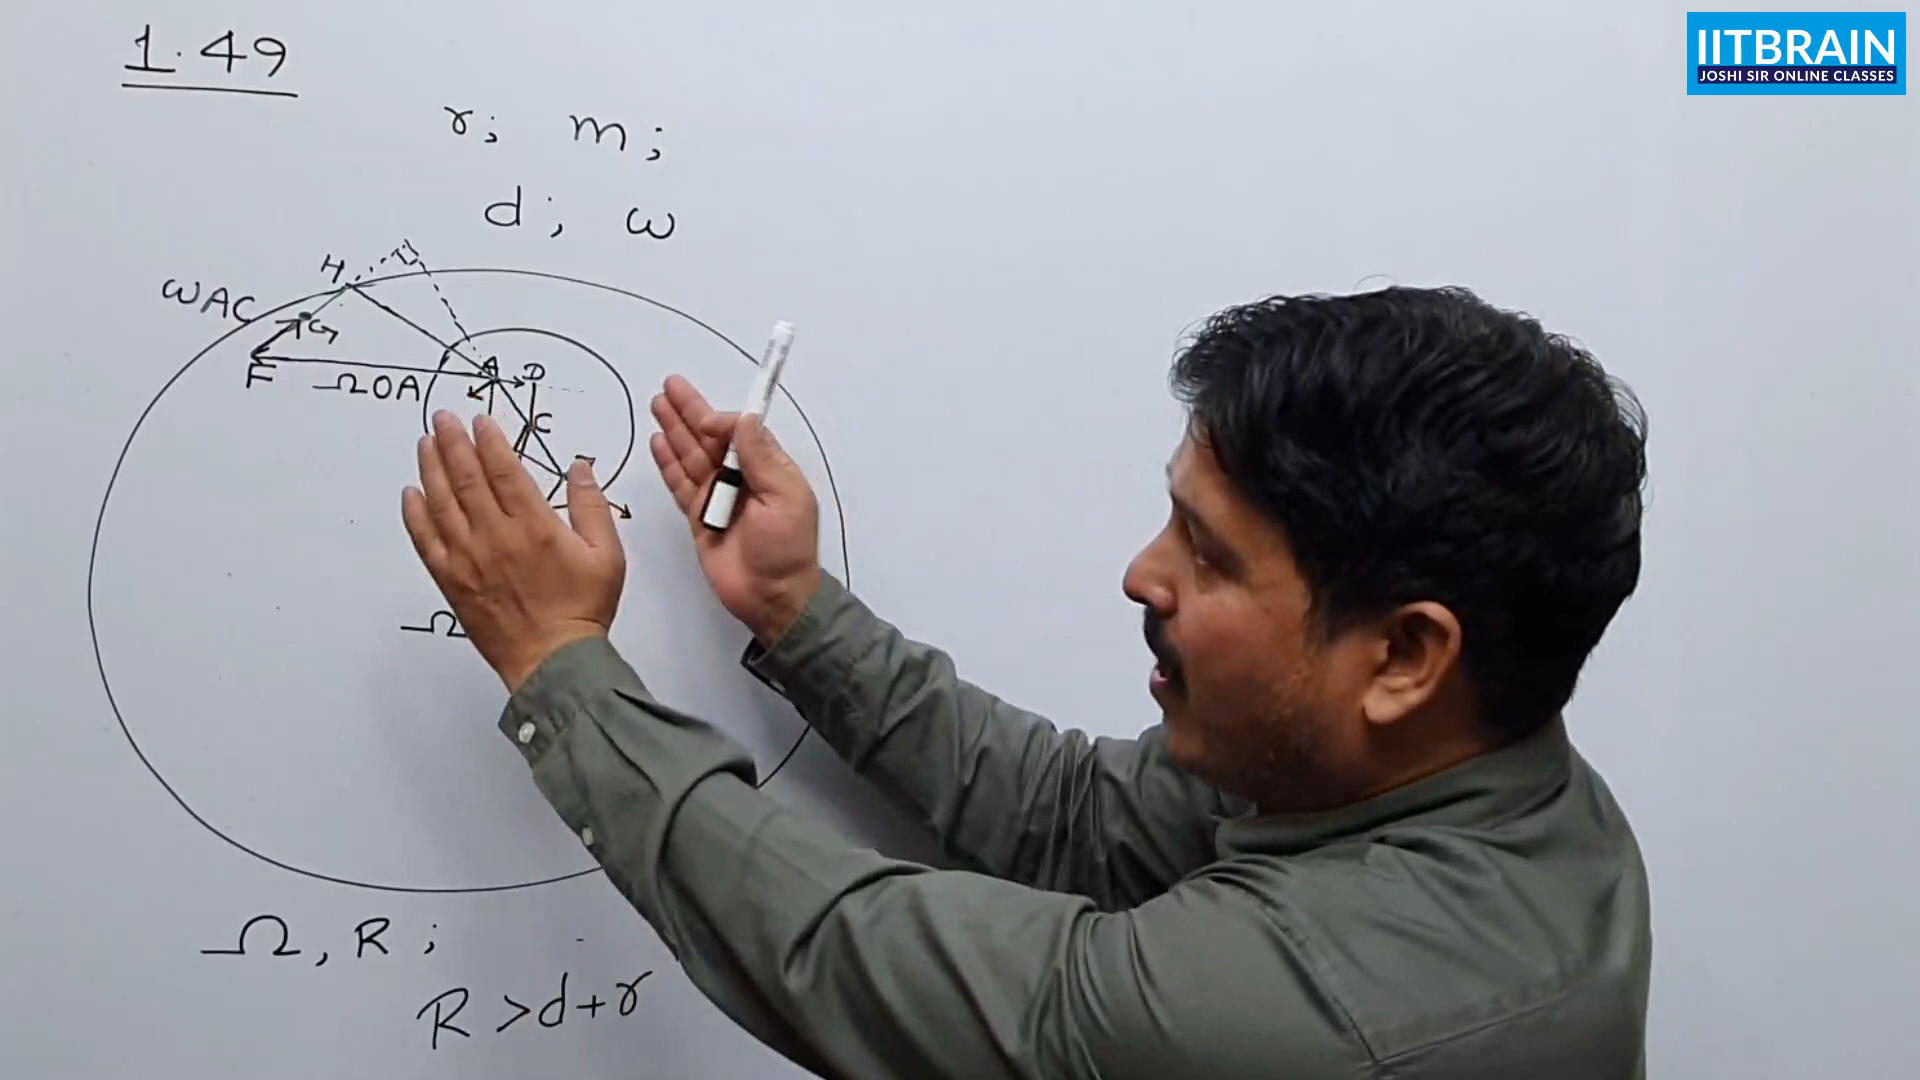 1.49
IITBRAIN
JOSHI SIR ONLINE CLASSES
r; m;
d; ω
H
ωAC
G
A D
F
ΩOA
C
Ω
Ω, R;
R > d+r